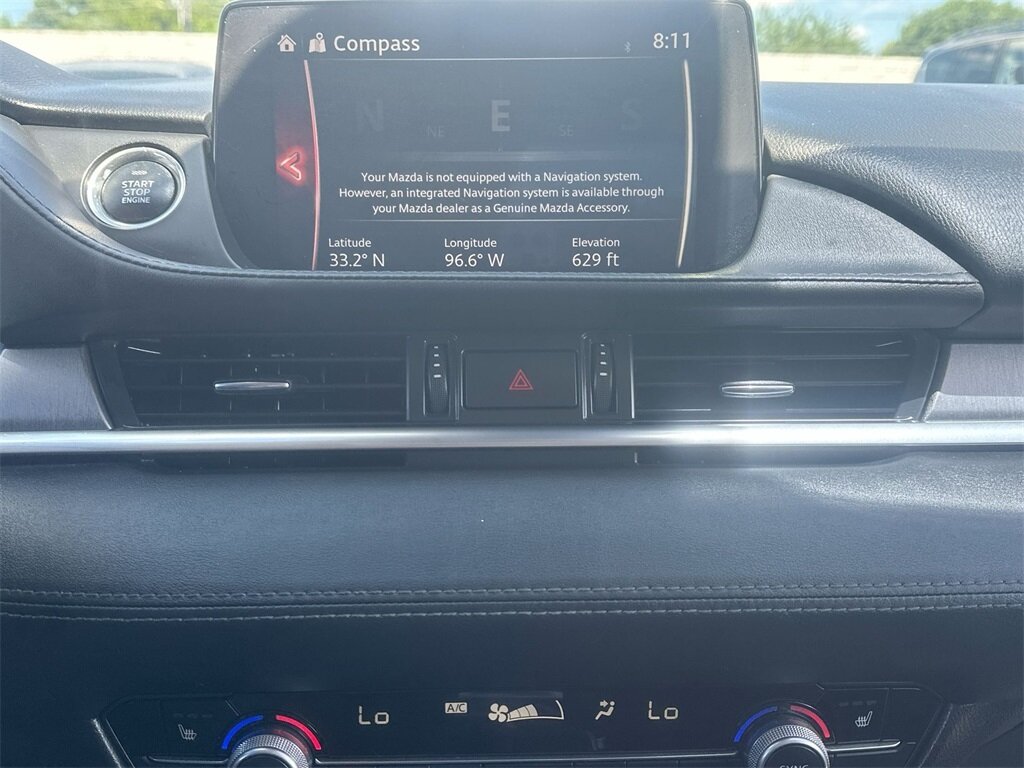 Compass 8:11
N NE E SE S
Your Mazda is not equipped with a Navigation system.
However, an integrated Navigation system is available through
your Mazda dealer as a Genuine Mazda Accessory.
Latitude Longitude Elevation
33.2° N 96.6° W 629 ft
START
STOP
ENGINE
Lo A/C Lo
SYNC